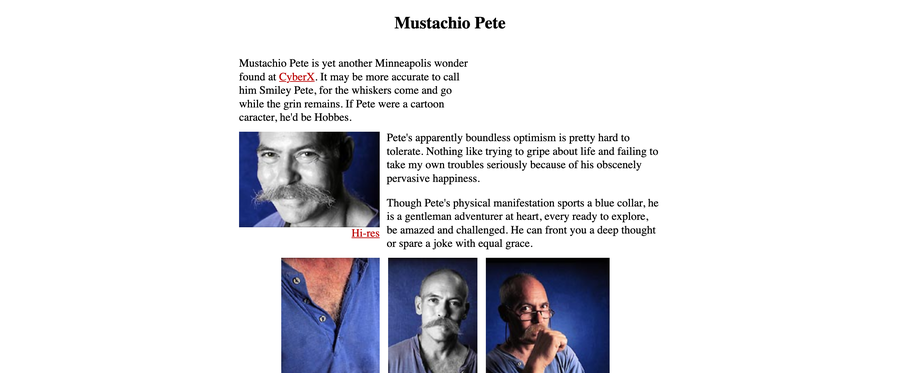 Mustachio Pete
Mustachio Pete is yet another Minneapolis wonder
found at CyberX. It may be more accurate to call
him Smiley Pete, for the whiskers come and go
while the grin remains. If Pete were a cartoon
caracter, he'd be Hobbes.
Pete's apparently boundless optimism is pretty hard to
tolerate. Nothing like trying to gripe about life and failing to
take my own troubles seriously because of his obscenely
pervasive happiness.
Though Pete's physical manifestation sports a blue collar, he
is a gentleman adventurer at heart, every ready to explore,
be amazed and challenged. He can front you a deep thought
or spare a joke with equal grace.
Hi-res